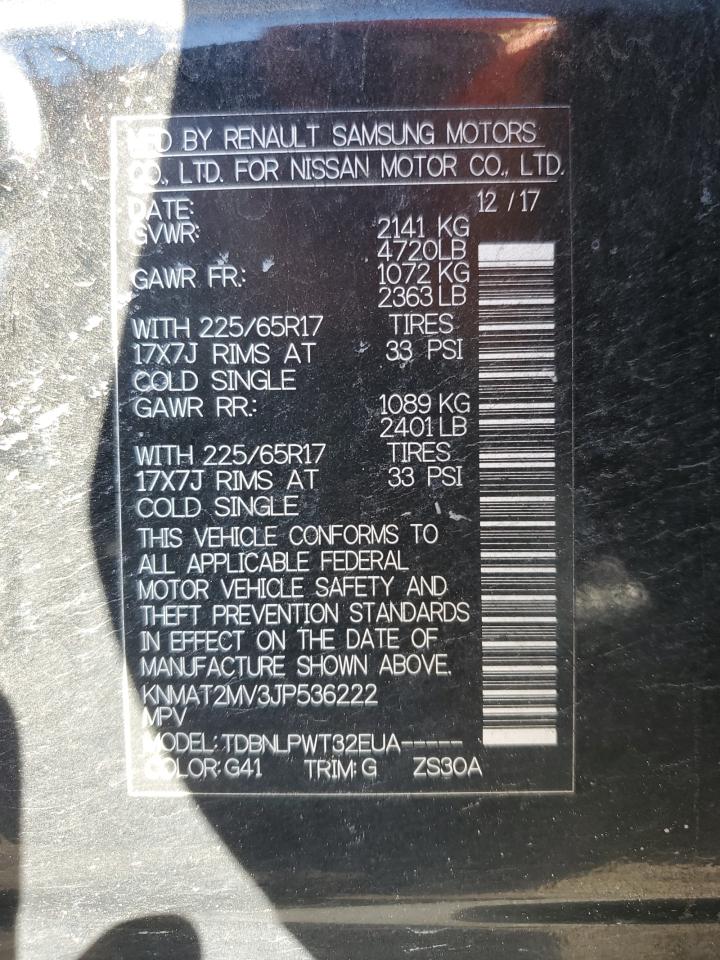 MFD BY RENAULT SAMSUNG MOTORS
CO., LTD. FOR NISSAN MOTOR CO., LTD.
DATE: 12 / 17
GVWR: 2141 KG
4720LB
GAWR FR.: 1072 KG
2363LB
WITH 225/65R17 TIRES
17X7J RIMS AT 33 PSI
COLD SINGLE
GAWR RR.: 1089 KG
2401LB
WITH 225/65R17 TIRES
17X7J RIMS AT 33 PSI
COLD SINGLE
THIS VEHICLE CONFORMS TO
ALL APPLICABLE FEDERAL
MOTOR VEHICLE SAFETY AND
THEFT PREVENTION STANDARDS
IN EFFECT ON THE DATE OF
MANUFACTURE SHOWN ABOVE.
KNMAT2MV3JP536222
MPV
MODEL: TDBNLPWT32EUA-----
COLOR: G41 TRIM: G ZS30A